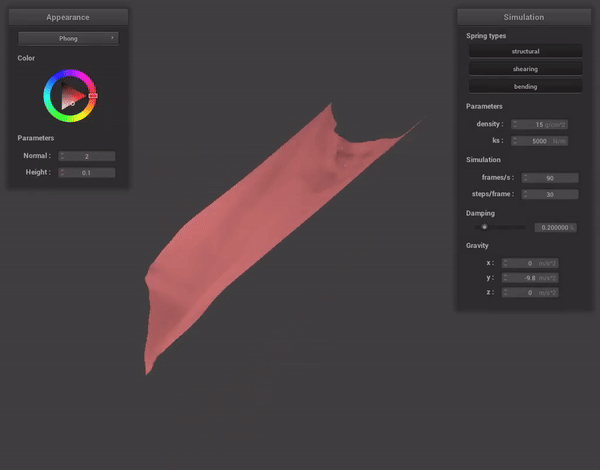 Appearance
Phong
Color
Parameters
Normal : 2
Height : 0.1
Simulation
Spring types
structural
shearing
bending
Parameters
density : 15 g/cm^2
ks : 5000 N/m
Simulation
frames/s : 90
steps/frame : 30
Damping
0.200000 %
Gravity
x : 0 m/s^2
y : -9.8 m/s^2
z : 0 m/s^2